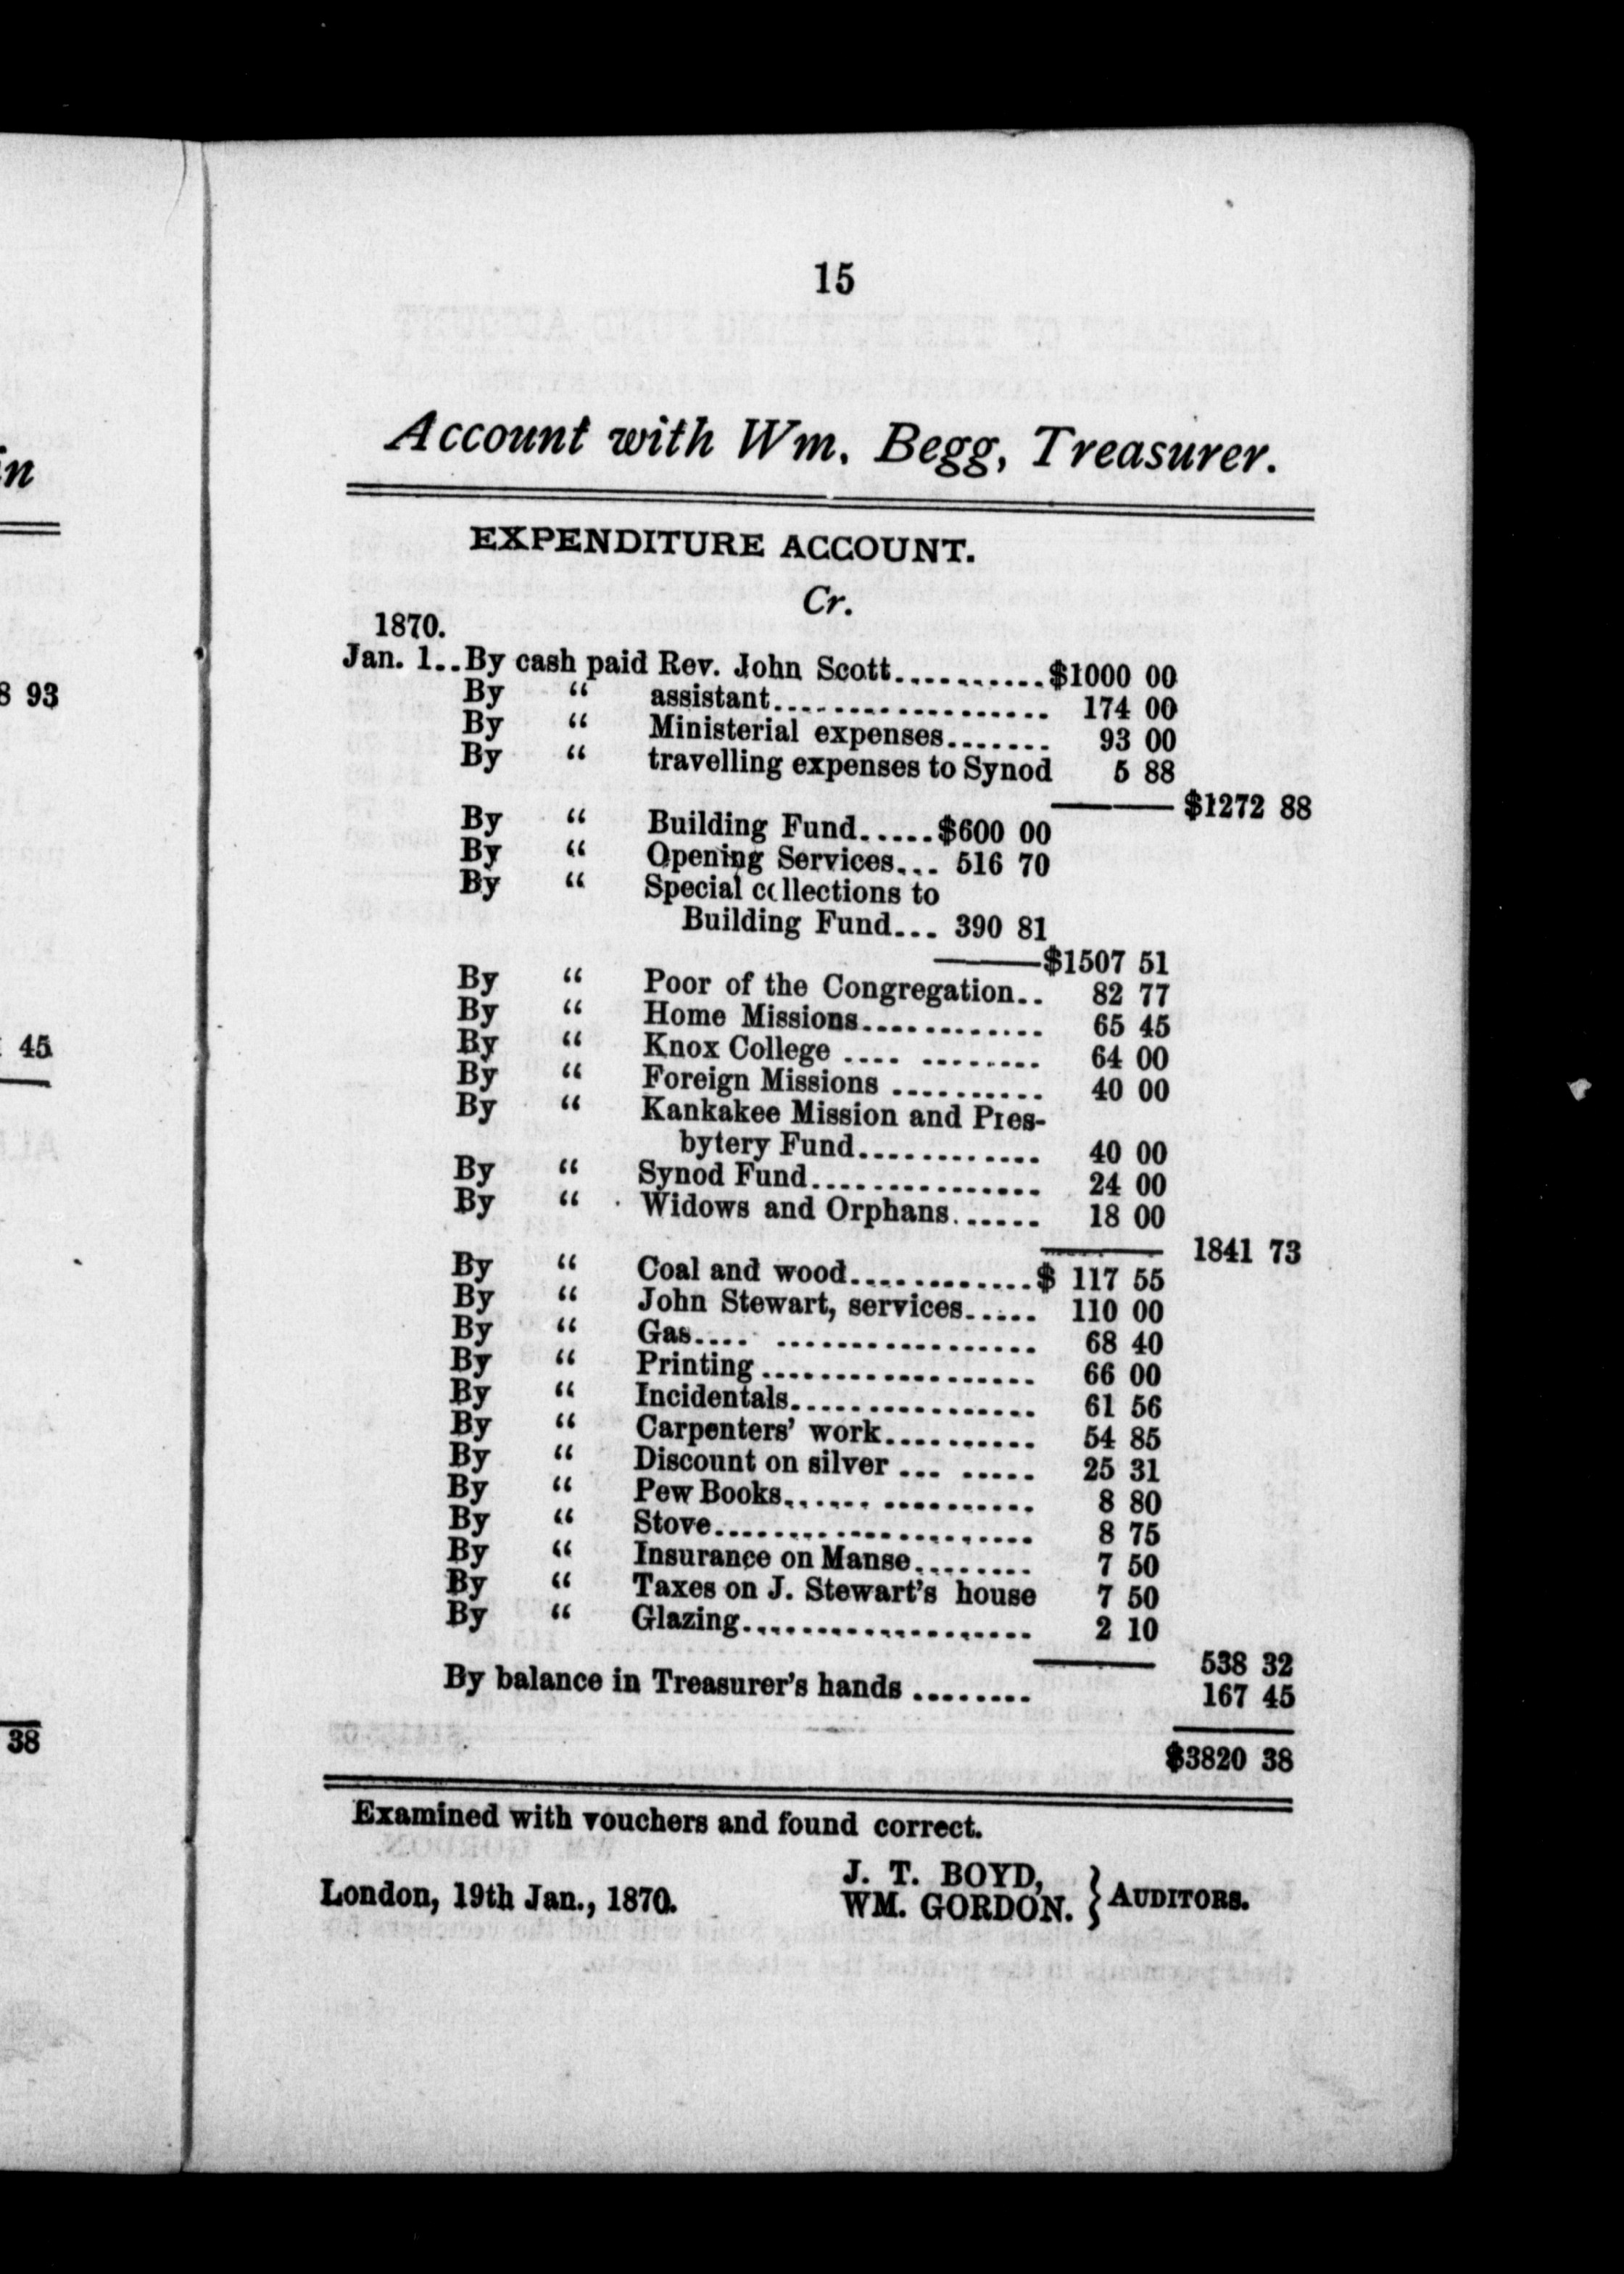 15
Account with Wm. Begg, Treasurer.
EXPENDITURE ACCOUNT.
Cr.
1870.
Jan. 1..By cash paid Rev. John Scott...........$1000 00
By “ assistant................... 174 00
By “ Ministerial expenses....... 93 00
By “ travelling expenses to Synod 5 88
$1272 88
By “ Building Fund.....$600 00
By “ Opening Services... 516 70
By “ Special collections to
Building Fund... 390 81
$1507 51
By “ Poor of the Congregation.. 82 77
By “ Home Missions............ 65 45
By “ Knox College .... ........ 64 00
By “ Foreign Missions .......... 40 00
By “ Kankakee Mission and Pres-
bytery Fund............ 40 00
By “ Synod Fund............... 24 00
By “ Widows and Orphans...... 18 00
1841 73
By “ Coal and wood............$ 117 55
By “ John Stewart, services..... 110 00
By “ Gas.... ................. 68 40
By “ Printing .................. 66 00
By “ Incidentals................ 61 56
By “ Carpenters’ work.......... 54 85
By “ Discount on silver ... ..... 25 31
By “ Pew Books...... .......... 8 80
By “ Stove..................... 8 75
By “ Insurance on Manse........ 7 50
By “ Taxes on J. Stewart’s house 7 50
By “ Glazing................... 2 10
538 32
By balance in Treasurer’s hands ........ 167 45
$3820 38
Examined with vouchers and found correct.
J. T. BOYD,
WM. GORDON. } AUDITORS.
London, 19th Jan., 1870.
in
8 93
45
38